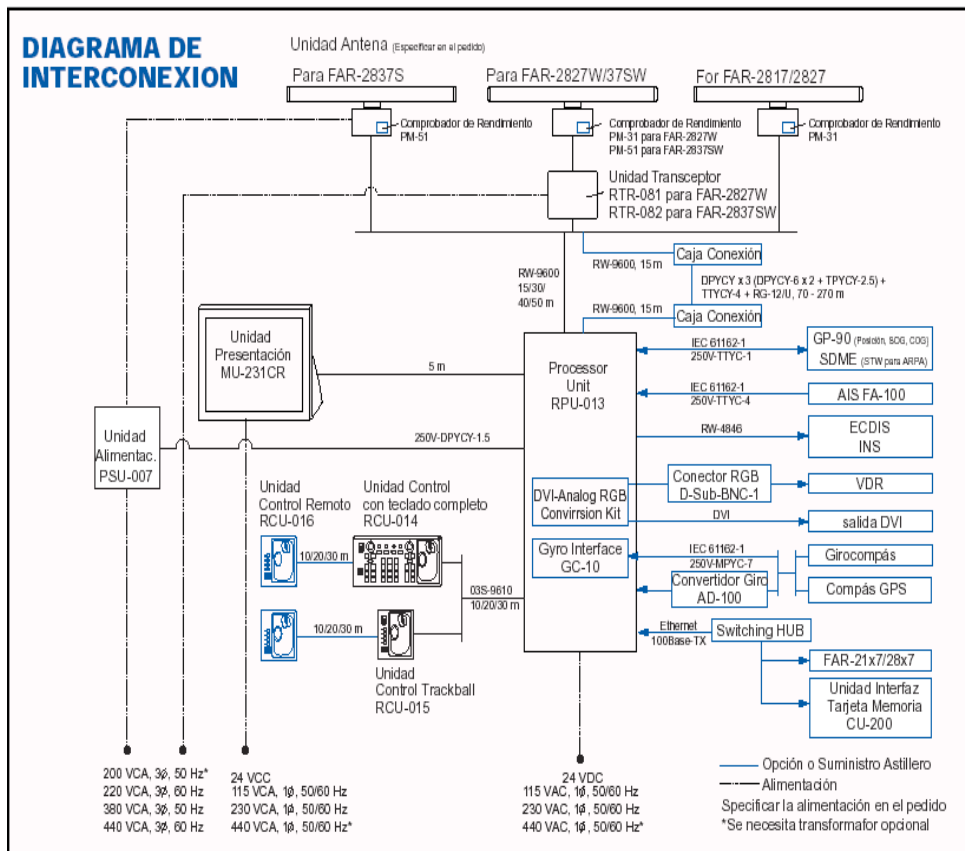 DIAGRAMA DE
INTERCONEXION
Unidad Antena (Especificar en el pedido)
Para FAR-2837S
Para FAR-2827W/37SW
For FAR-2817/2827
Comprobador de Rendimiento
PM-51
Comprobador de Rendimiento
PM-31 para FAR-2827W
PM-51 para FAR-2837SW
Comprobador de Rendimiento
PM-31
Unidad Transceptor
RTR-081 para FAR-2827W
RTR-082 para FAR-2837SW
RW-9600
15/30/
40/50 m
RW-9600, 15 m
Caja Conexión
DPYCY x 3 (DPYCY-6 x 2 + TPYCY-2.5) +
TTYCY-4 + RG-12/U, 70 - 270 m
RW-9600, 15 m
Caja Conexión
Unidad
Presentación
MU-231CR
5 m
Processor
Unit
RPU-013
IEC 61162-1
250V-TTYC-1
GP-90 (Posición, SOG, COG)
SDME (STW para ARPA)
IEC 61162-1
250V-TTYC-4
AIS FA-100
RW-4846
ECDIS
INS
Unidad
Alimentac.
PSU-007
250V-DPYCY-1.5
DVI-Analog RGB
Convirrsion Kit
Conector RGB
D-Sub-BNC-1
VDR
DVI
salida DVI
Unidad
Control Remoto
RCU-016
Unidad Control
con teclado completo
RCU-014
10/20/30 m
03S-9610
10/20/30 m
Gyro Interface
GC-10
IEC 61162-1
250V-MPYC-7
Girocompás
Convertidor Giro
AD-100
Compás GPS
10/20/30 m
Unidad
Control Trackball
RCU-015
Ethernet
100Base-TX
Switching HUB
FAR-21x7/28x7
Unidad Interfaz
Tarjeta Memoria
CU-200
200 VCA, 3ø, 50 Hz*
220 VCA, 3ø, 60 Hz
380 VCA, 3ø, 50 Hz
440 VCA, 3ø, 60 Hz
24 VCC
115 VCA, 1ø, 50/60 Hz
230 VCA, 1ø, 50/60 Hz
440 VCA, 1ø, 50/60 Hz*
24 VDC
115 VAC, 1ø, 50/60 Hz
230 VAC, 1ø, 50/60 Hz
440 VAC, 1ø, 50/60 Hz*
Opción o Suministro Astillero
Alimentación
Specificar la alimentación en el pedido
*Se necesita transformafor opcional